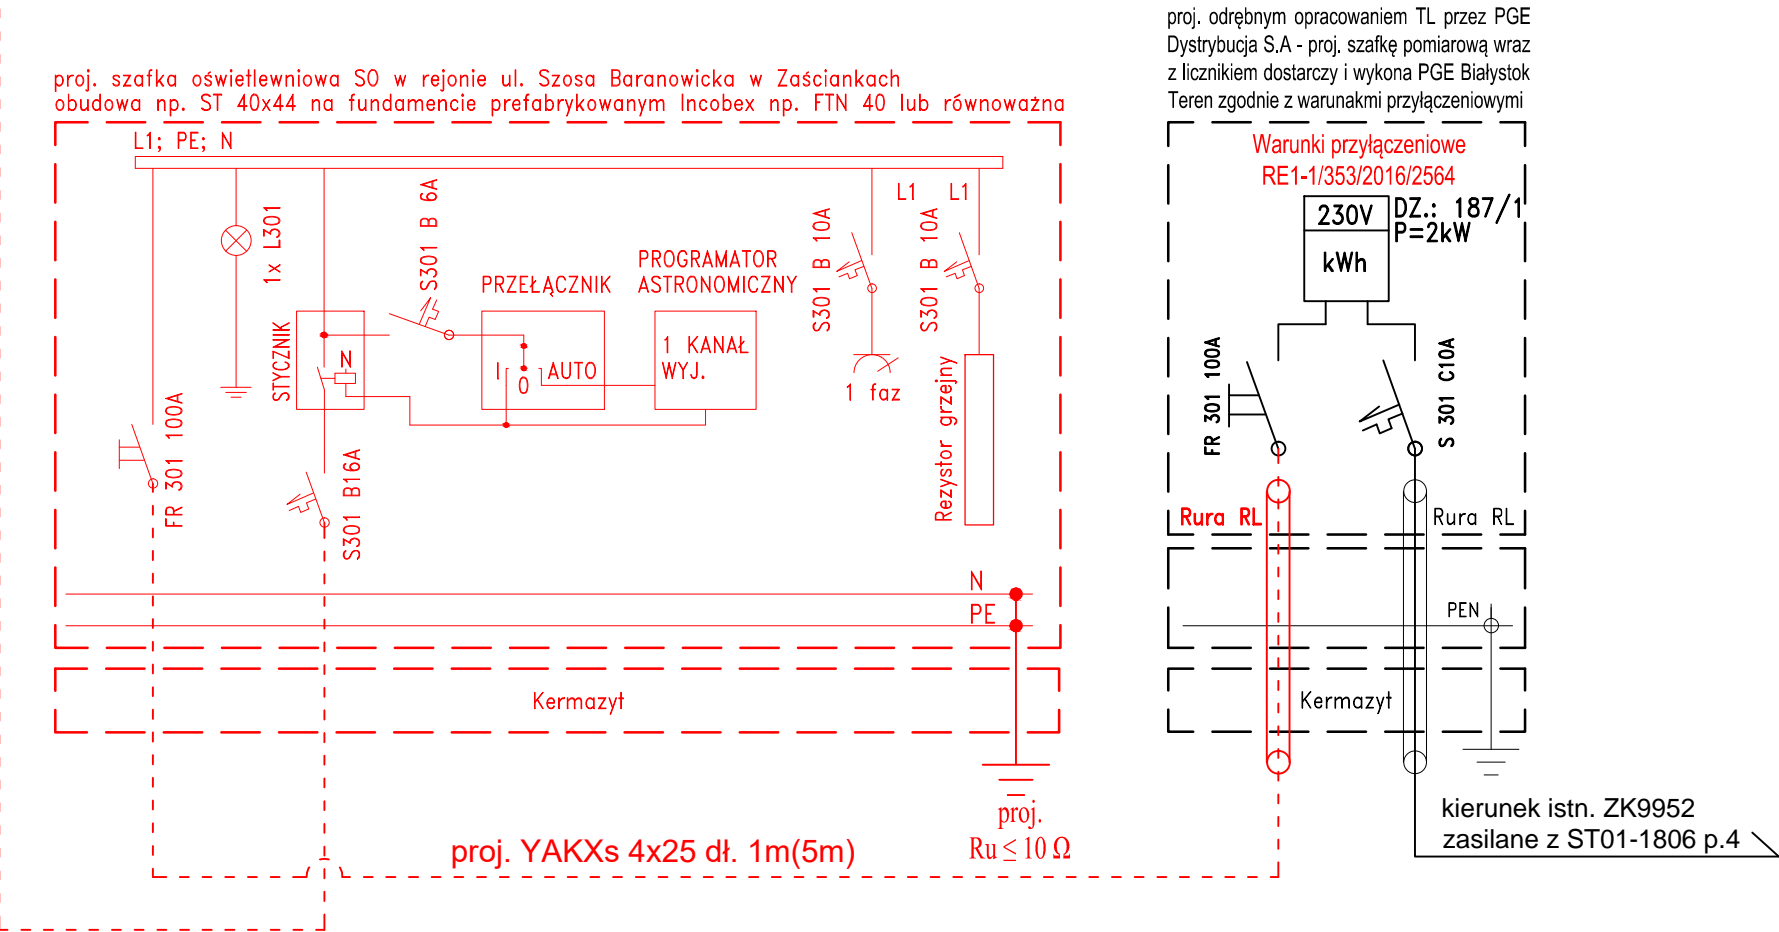 proj. odrębnym opracowaniem TL przez PGE
Dystrybucja S.A - proj. szafkę pomiarową wraz
z licznikiem dostarczy i wykona PGE Białystok
Teren zgodnie z warunakmi przyłączeniowymi
proj. szafka oświetlewniowa SO w rejonie ul. Szosa Baranowicka w Zaściankach
obudowa np. ST 40x44 na fundamencie prefabrykowanym Incobex np. FTN 40 lub równoważna
L1; PE; N
1x L301
S301 B 6A
PRZEŁĄCZNIK
PROGRAMATOR
ASTRONOMICZNY
S301 B 10A
L1
L1
S301 B 10A
STYCZNIK
N
I
0
AUTO
1 KANAŁ
WYJ.
1 faz
Rezystor grzejny
FR 301 100A
S301 B16A
N
PE
Kermazyt
proj.
Ru ≤ 10 Ω
proj. YAKXs 4x25 dł. 1m(5m)
Warunki przyłączeniowe
RE1-1/353/2016/2564
230V
kWh
DZ.: 187/1
P=2kW
FR 301 100A
S 301 C10A
Rura RL
Rura RL
PEN
Kermazyt
kierunek istn. ZK9952
zasilane z ST01-1806 p.4